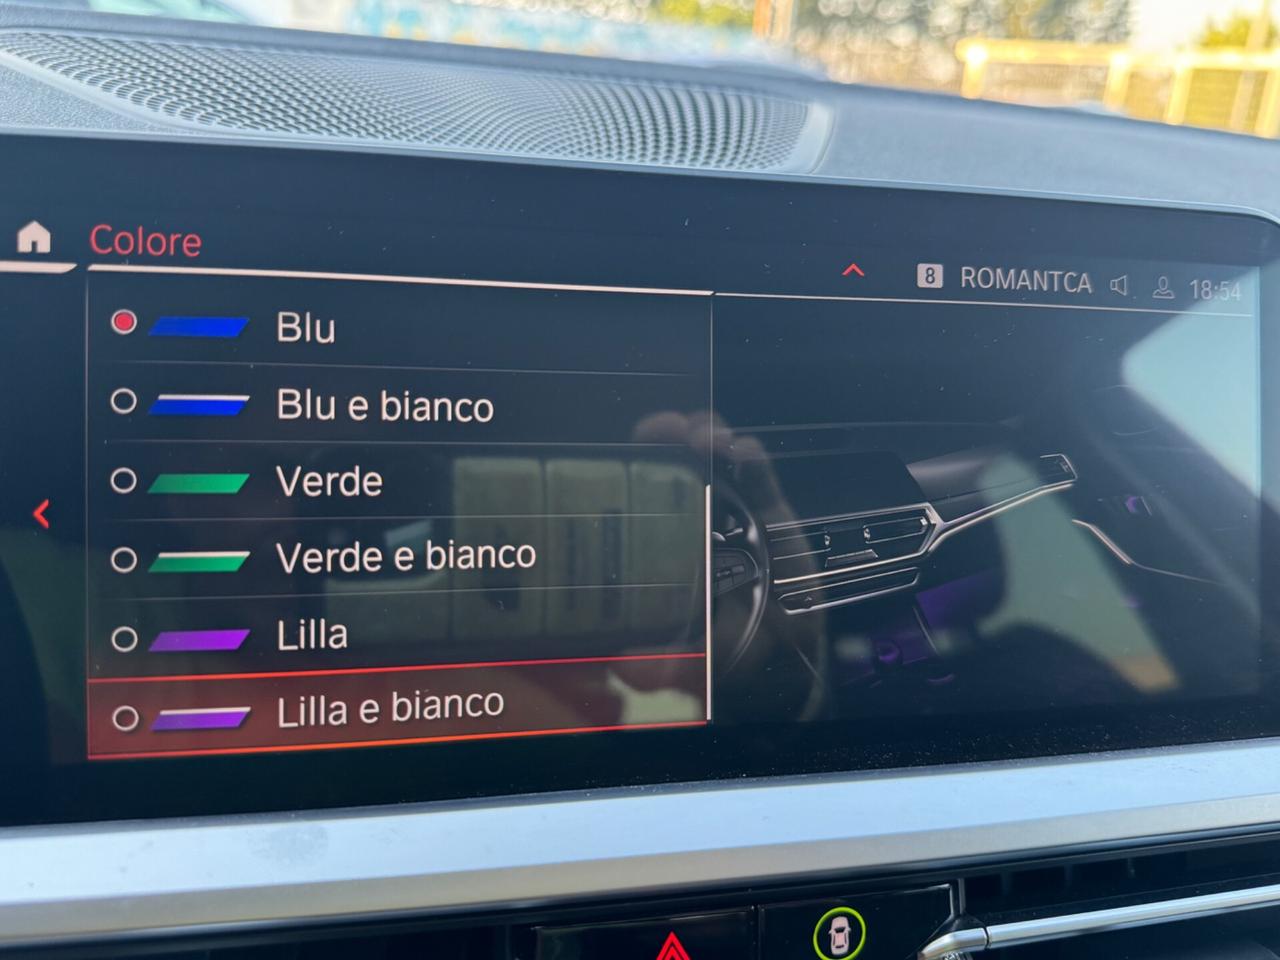 Colore
8 ROMANTCA 18:54
Blu
Blu e bianco
Verde
Verde e bianco
Lilla
Lilla e bianco